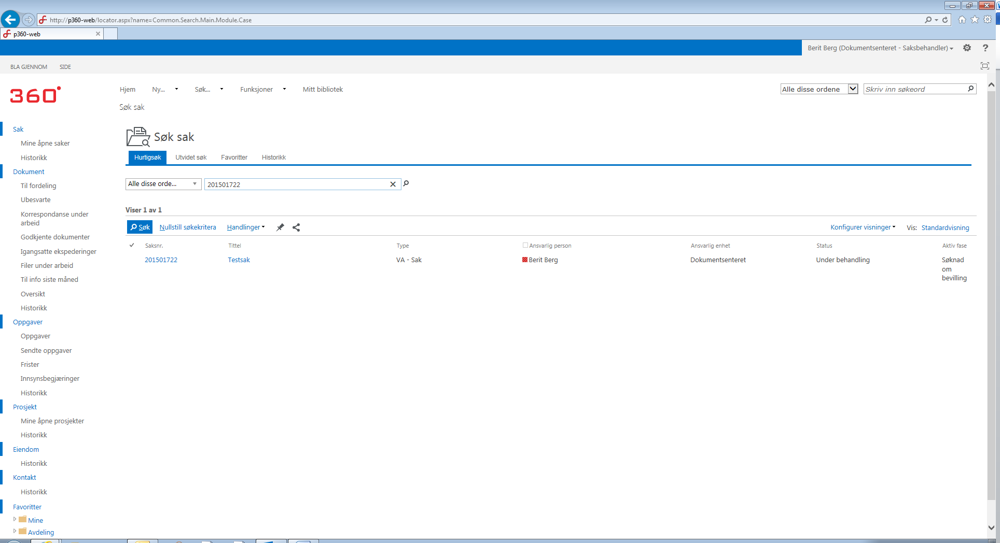 http://p360-web/locator.aspx?name=Common.Search.Main.Module.Case
p360-web
Berit Berg (Dokumentsenteret - Saksbehandler)
BLA GJENNOM SIDE
360°
Hjem Ny... Søk... Funksjoner Mitt bibliotek
Alle disse ordene Skriv inn søkeord
Søk sak
Søk sak
Hurtigsøk Utvidet søk Favoritter Historikk
Alle disse orde... 201501722
Viser 1 av 1
Søk Nullstill søkekritera Handlinger Konfigurer visninger Vis: Standardvisning
Saksnr. Tittel Type Ansvarlig person Ansvarlig enhet Status Aktiv fase
201501722 Testsak VA - Sak Berit Berg Dokumentsenteret Under behandling Søknad
om
bevilling
Sak
Mine åpne saker
Historikk
Dokument
Til fordeling
Ubesvarte
Korrespondanse under
arbeid
Godkjente dokumenter
Igangsatte ekspederinger
Filer under arbeid
Til info siste måned
Oversikt
Historikk
Oppgaver
Oppgaver
Sendte oppgaver
Frister
Innsynsbegjæringer
Historikk
Prosjekt
Mine åpne prosjekter
Historikk
Eiendom
Historikk
Kontakt
Historikk
Favoritter
Mine
Avdeling